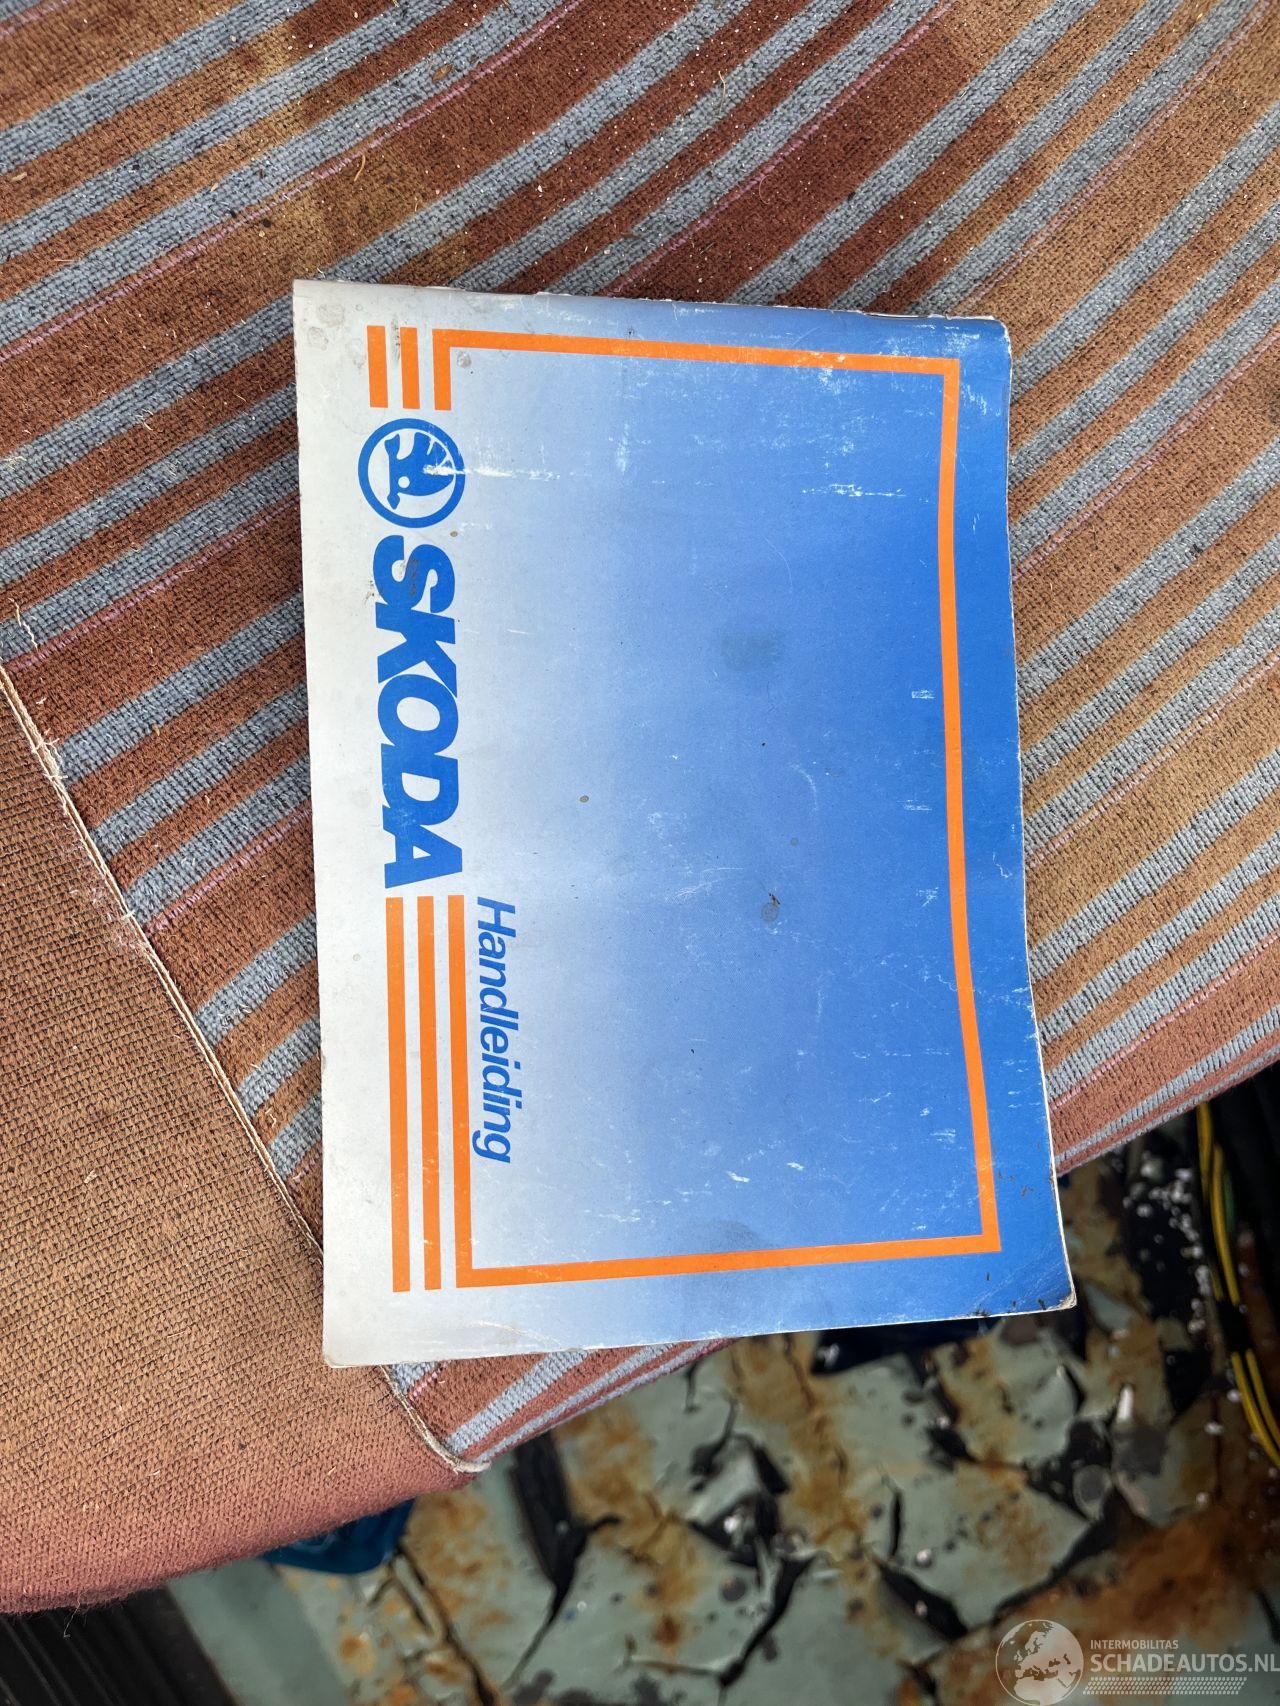 SKODA
Handleiding
INTERMOBILITAS
SCHADEAUTOS.NL